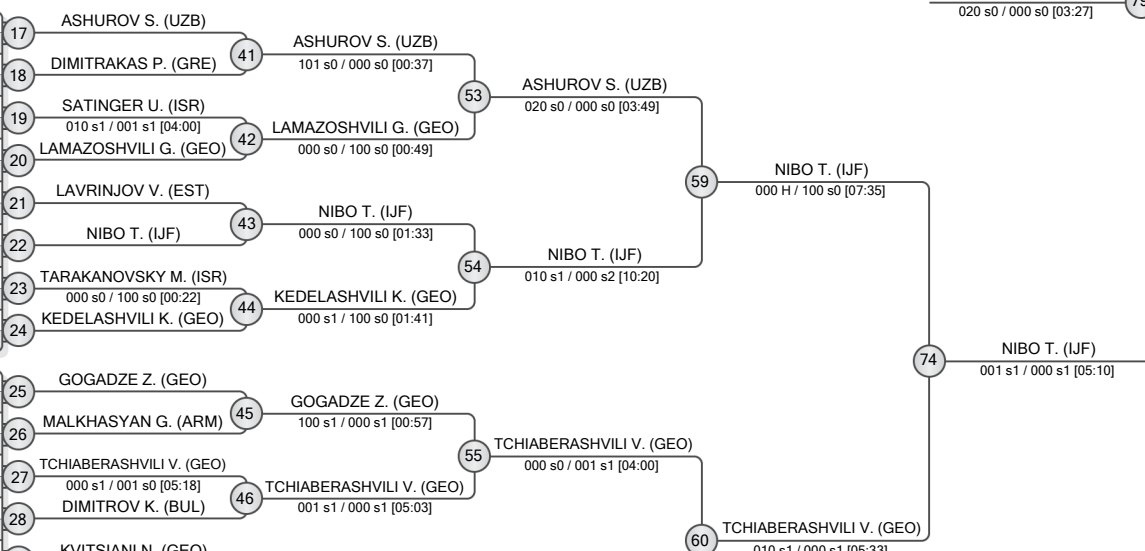 020 s0 / 000 s0 [03:27]
17
ASHUROV S. (UZB)
18
DIMITRAKAS P. (GRE)
41
ASHUROV S. (UZB)
101 s0 / 000 s0 [00:37]
19
SATINGER U. (ISR)
010 s1 / 001 s1 [04:00]
20
LAMAZOSHVILI G. (GEO)
42
LAMAZOSHVILI G. (GEO)
000 s0 / 100 s0 [00:49]
53
ASHUROV S. (UZB)
020 s0 / 000 s0 [03:49]
21
LAVRINJOV V. (EST)
22
NIBO T. (IJF)
43
NIBO T. (IJF)
000 s0 / 100 s0 [01:33]
23
TARAKANOVSKY M. (ISR)
000 s0 / 100 s0 [00:22]
24
KEDELASHVILI K. (GEO)
44
KEDELASHVILI K. (GEO)
000 s1 / 100 s0 [01:41]
54
NIBO T. (IJF)
010 s1 / 000 s2 [10:20]
59
NIBO T. (IJF)
000 H / 100 s0 [07:35]
25
GOGADZE Z. (GEO)
26
MALKHASYAN G. (ARM)
45
GOGADZE Z. (GEO)
100 s1 / 000 s1 [00:57]
27
TCHIABERASHVILI V. (GEO)
000 s1 / 001 s0 [05:18]
28
DIMITROV K. (BUL)
46
TCHIABERASHVILI V. (GEO)
001 s1 / 000 s1 [05:03]
55
TCHIABERASHVILI V. (GEO)
000 s0 / 001 s1 [04:00]
KVITSIANI N. (GEO)
60
TCHIABERASHVILI V. (GEO)
010 s1 / 000 s1 [05:33]
74
NIBO T. (IJF)
001 s1 / 000 s1 [05:10]